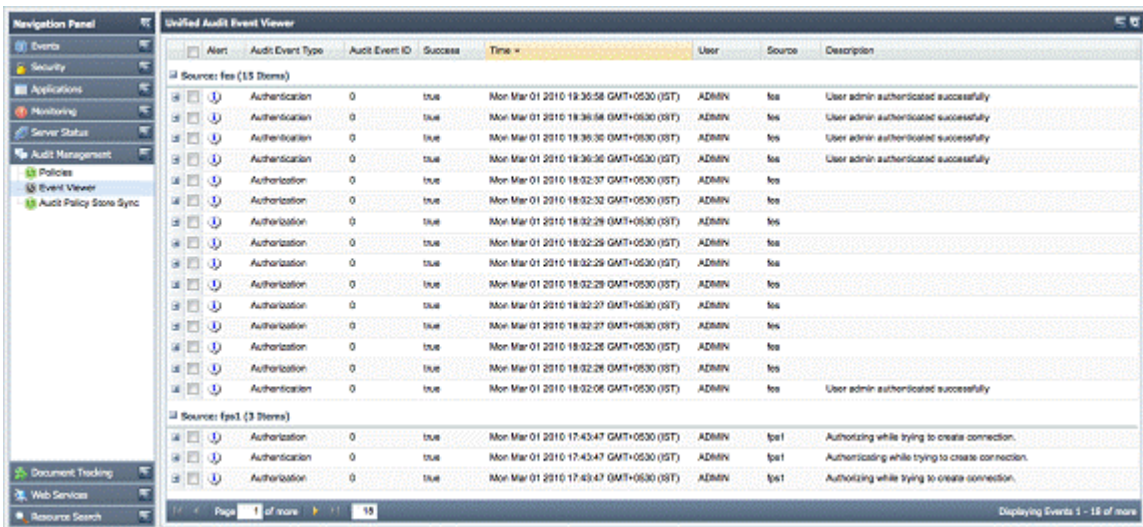 Navigation Panel
Events
Security
Applications
Monitoring
Server Status
Audit Management
Policies
Event Viewer
Audit Policy Store Sync
Document Tracking
Web Services
Resource Search
Unified Audit Event Viewer
Alert Audit Event Type Audit Event ID Success Time User Source Description
Source: fes (15 Items)
Authentication 0 true Mon Mar 01 2010 19:36:58 GMT+0530 (IST) ADMIN fes User admin authenticated successfully
Authentication 0 true Mon Mar 01 2010 19:36:58 GMT+0530 (IST) ADMIN fes User admin authenticated successfully
Authentication 0 true Mon Mar 01 2010 19:36:30 GMT+0530 (IST) ADMIN fes User admin authenticated successfully
Authentication 0 true Mon Mar 01 2010 19:36:30 GMT+0530 (IST) ADMIN fes User admin authenticated successfully
Authorization 0 true Mon Mar 01 2010 18:02:37 GMT+0530 (IST) ADMIN fes
Authorization 0 true Mon Mar 01 2010 18:02:32 GMT+0530 (IST) ADMIN fes
Authorization 0 true Mon Mar 01 2010 18:02:29 GMT+0530 (IST) ADMIN fes
Authorization 0 true Mon Mar 01 2010 18:02:29 GMT+0530 (IST) ADMIN fes
Authorization 0 true Mon Mar 01 2010 18:02:29 GMT+0530 (IST) ADMIN fes
Authorization 0 true Mon Mar 01 2010 18:02:29 GMT+0530 (IST) ADMIN fes
Authorization 0 true Mon Mar 01 2010 18:02:27 GMT+0530 (IST) ADMIN fes
Authorization 0 true Mon Mar 01 2010 18:02:27 GMT+0530 (IST) ADMIN fes
Authorization 0 true Mon Mar 01 2010 18:02:26 GMT+0530 (IST) ADMIN fes
Authorization 0 true Mon Mar 01 2010 18:02:26 GMT+0530 (IST) ADMIN fes
Authentication 0 true Mon Mar 01 2010 18:02:06 GMT+0530 (IST) ADMIN fes User admin authenticated successfully
Source: fps1 (3 Items)
Authorization 0 true Mon Mar 01 2010 17:43:47 GMT+0530 (IST) ADMIN fps1 Authorizing while trying to create connection.
Authentication 0 true Mon Mar 01 2010 17:43:47 GMT+0530 (IST) ADMIN fps1 Authenticating while trying to create connection.
Authorization 0 true Mon Mar 01 2010 17:43:47 GMT+0530 (IST) ADMIN fps1 Authorizing while trying to create connection.
Page 1 of more 18 Displaying Events 1 - 18 of more